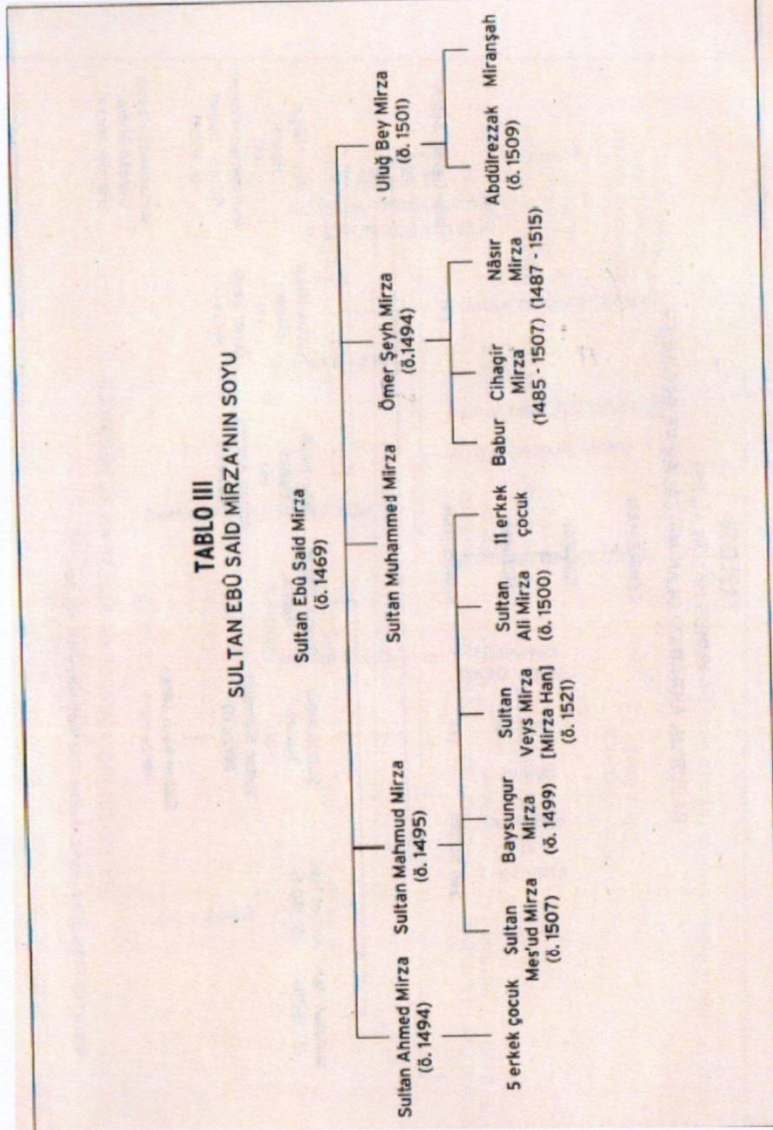 TABLO III
SULTAN EBÛ SAİD MİRZA'NIN SOYU
Sultan Ebû Said Mirza
(ö. 1469)
Sultan Ahmed Mirza
(ö. 1494)
Sultan Mahmud Nirza
(ö. 1495)
Sultan Muhammed Mirza
Ömer Şeyh Mirza
(ö.1494)
Uluğ Bey Mirza
(ö. 1501)
5 erkek çocuk
Sultan
Mes'ud Mirza
(ö. 1507)
Baysungur
Mirza
(ö. 1499)
Sultan
Veys Mirza
[Mirza Han]
(ö. 1521)
Sultan
Ali Mirza
(ö. 1500)
11 erkek
çocuk
Babur
Cihagir
Mirza
(1485 - 1507)
Nâsır
Mirza
(1487 - 1515)
Abdülrezzak
(ö. 1509)
Miranşah